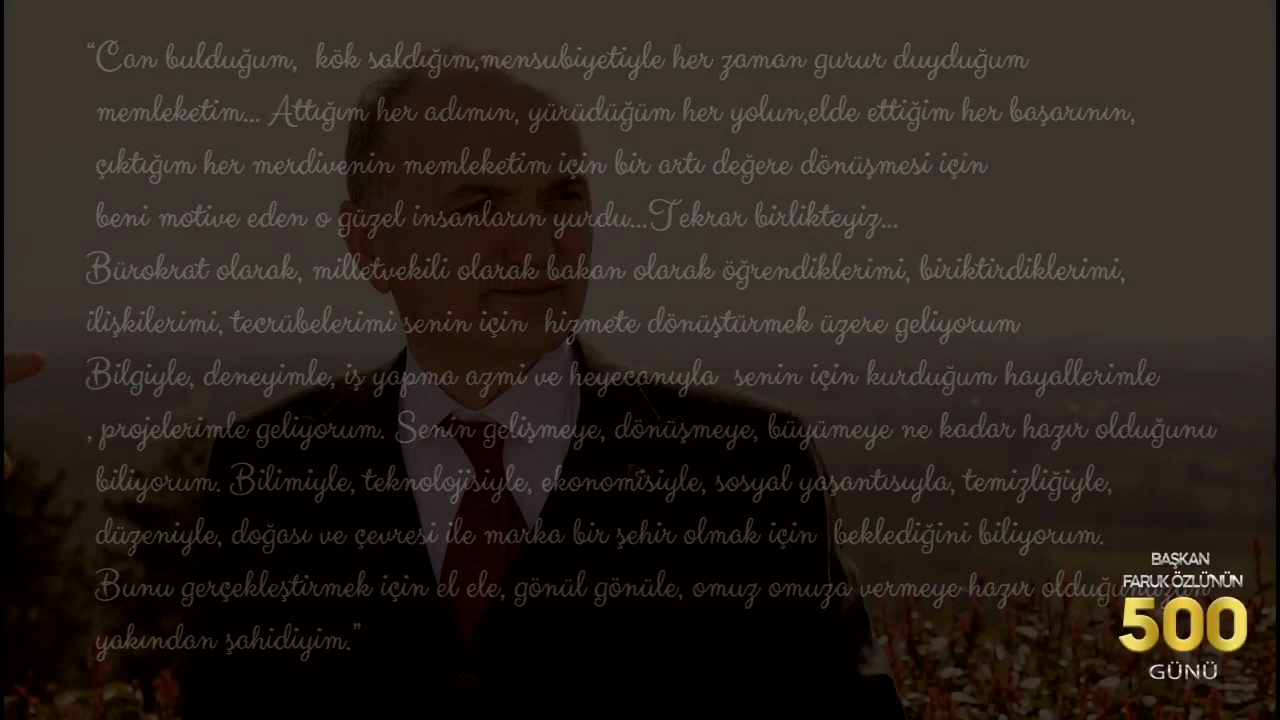 “Can bulduğum, kök saldığım,mensubiyetiyle her zaman gurur duyduğum
memleketim... Attığım her adımın, yürüdüğüm her yolun,elde ettiğim her başarının,
çıktığım her merdivenin memleketim için bir artı değere dönüşmesi için
beni motive eden o güzel insanların yurdu...Tekrar birlikteyiz...
Bürokrat olarak, milletvekili olarak bakan olarak öğrendiklerimi, biriktirdiklerimi,
ilişkilerimi, tecrübelerimi senin için hizmete dönüştürmek üzere geliyorum
Bilgiyle, deneyimle, iş yapma azmi ve heyecanıyla senin için kurduğum hayallerimle
, projelerimle geliyorum. Senin gelişmeye, dönüşmeye, büyümeye ne kadar hazır olduğunu
biliyorum. Bilimiyle, teknolojisiyle, ekonomisiyle, sosyal yaşantısıyla, temizliğiyle,
düzeniyle, doğası ve çevresi ile marka bir şehir olmak için beklediğini biliyorum.
Bunu gerçekleştirmek için el ele, gönül gönüle, omuz omuza vermeye hazır olduğunuzun
yakından şahidiyim.”
BAŞKAN
FARUK ÖZLÜ'NÜN
500
GÜNÜ